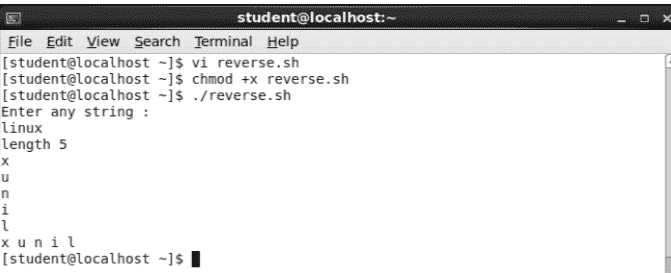 student@localhost:~
File Edit View Search Terminal Help
[student@localhost ~]$ vi reverse.sh
[student@localhost ~]$ chmod +x reverse.sh
[student@localhost ~]$ ./reverse.sh
Enter any string :
linux
length 5
x
u
n
i
l
x u n i l
[student@localhost ~]$